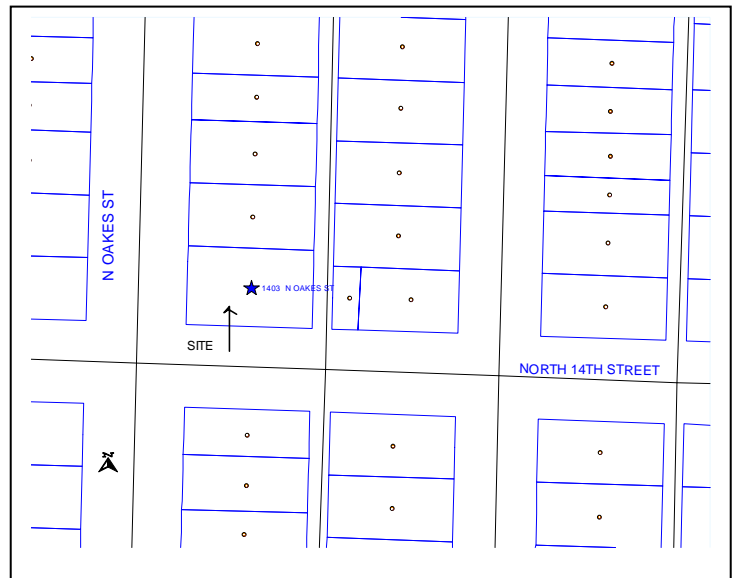 N OAKES ST
1403 N OAKES ST
SITE
NORTH 14TH STREET
N